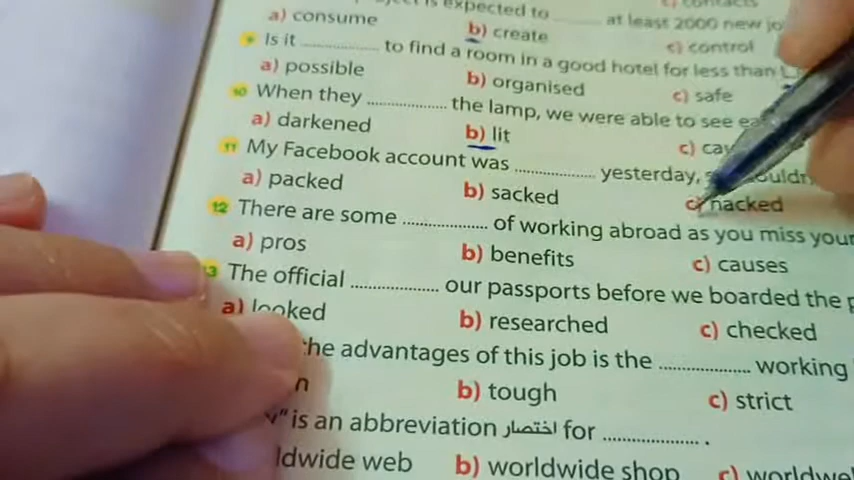 is expected to ............ at least 2000 new
a) consume b) create c) control
9 Is it .................. to find a room in a good hotel for less than
a) possible b) organised c) safe
10 When they .................. the lamp, we were able to see
a) darkened b) lit c)
11 My Facebook account was .................. yesterday,
a) packed b) sacked c) hacked
12 There are some .................. of working abroad as you miss your
a) pros b) benefits c) causes
The official .................. our passports before we boarded the
a) looked b) researched c) checked
the advantages of this job is the .................. working
b) tough c) strict
is an abbreviation اختصار for .................. .
web b) worldwide shop c)